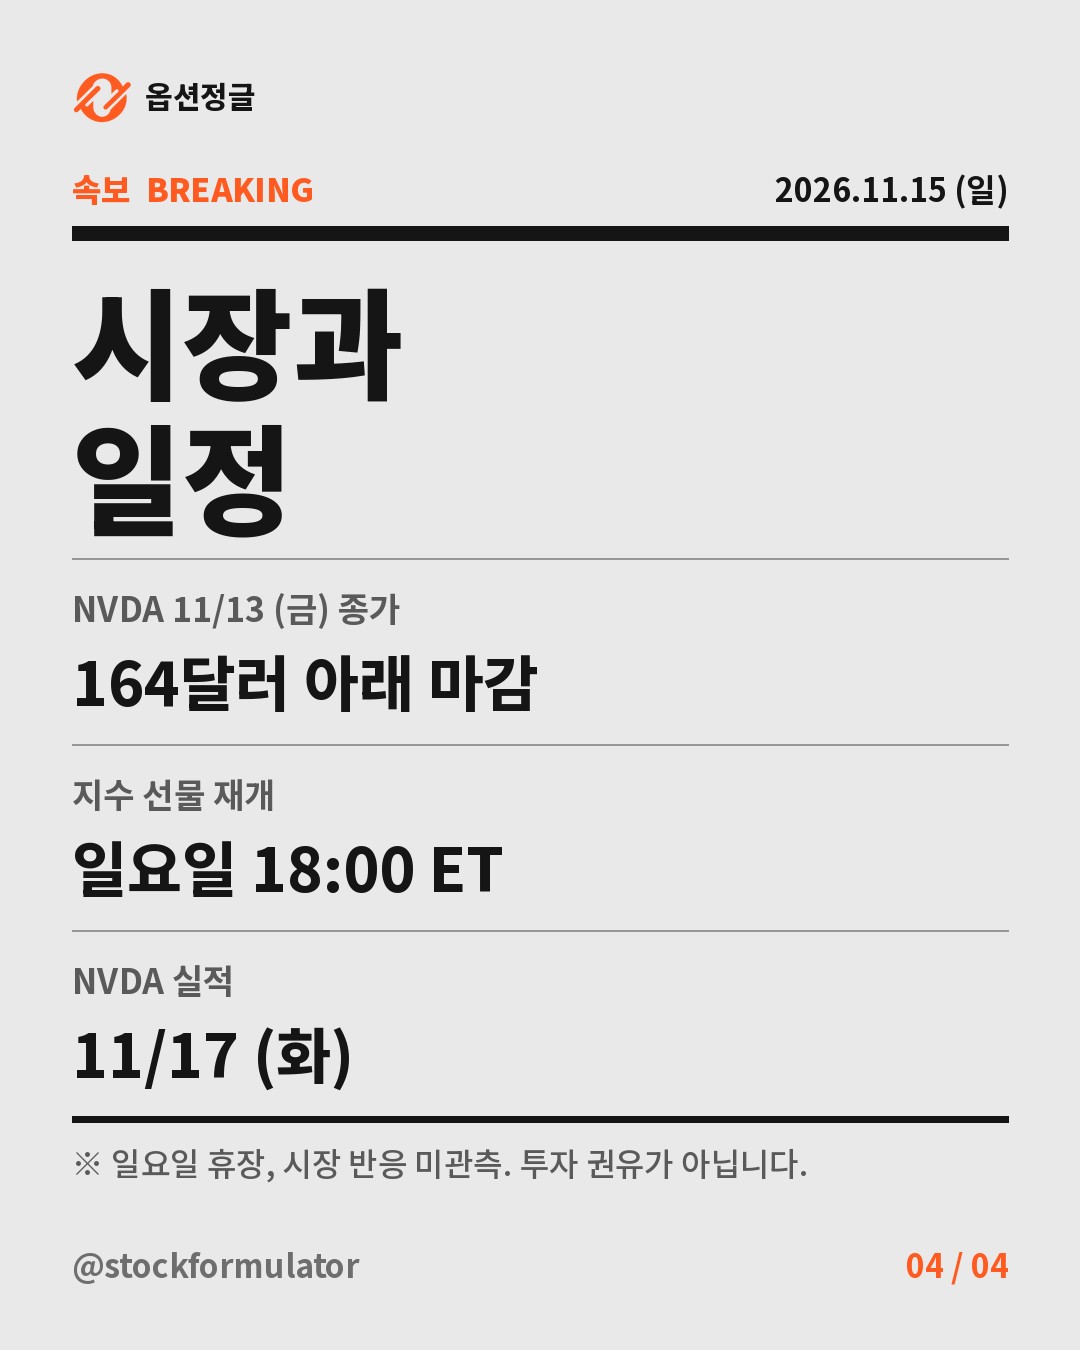 옵션정글
속보 BREAKING
2026.11.15 (일)
시장과
일정
NVDA 11/13 (금) 종가
164달러 아래 마감
지수 선물 재개
일요일 18:00 ET
NVDA 실적
11/17 (화)
※ 일요일 휴장, 시장 반응 미관측. 투자 권유가 아닙니다.
@stockformulator
04 / 04